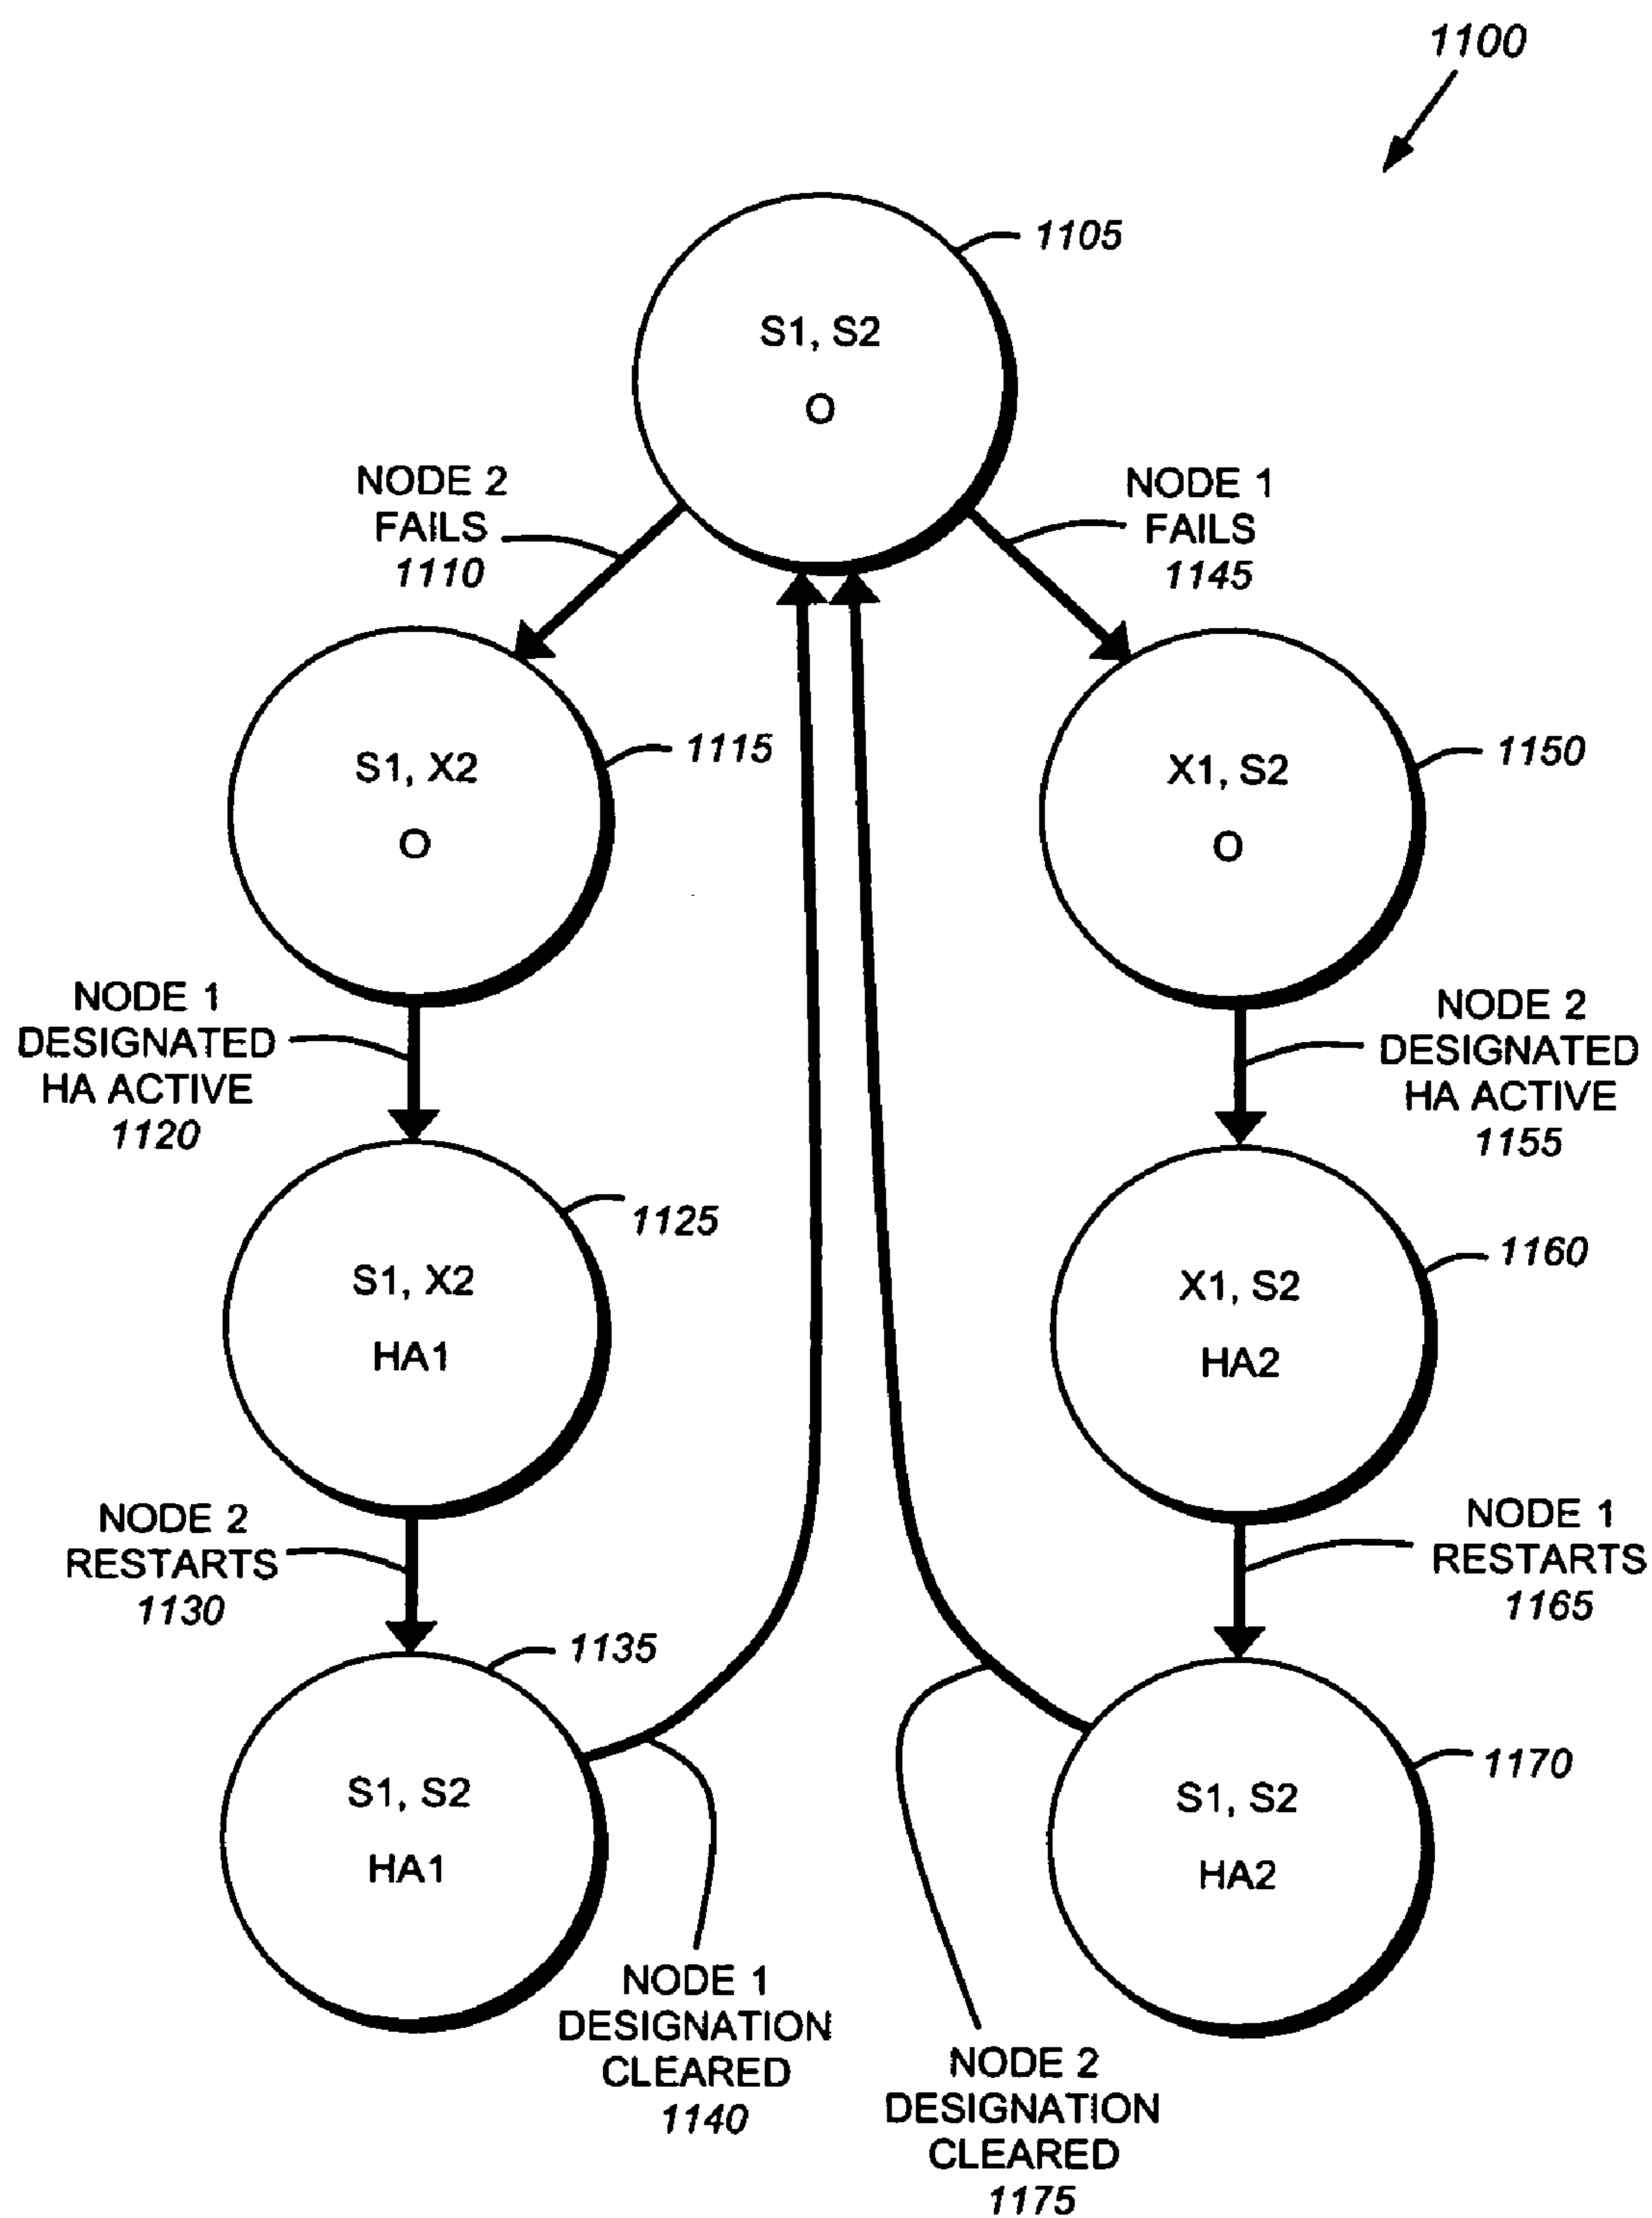 1100
1105
S1, S2
O
NODE 2
FAILS
1110
NODE 1
FAILS
1145
S1, X2
O
1115
X1, S2
O
1150
NODE 1
DESIGNATED
HA ACTIVE
1120
NODE 2
DESIGNATED
HA ACTIVE
1155
1125
S1, X2
HA1
1160
X1, S2
HA2
NODE 2
RESTARTS
1130
NODE 1
RESTARTS
1165
1135
S1, S2
HA1
1170
S1, S2
HA2
NODE 1
DESIGNATION
CLEARED
1140
NODE 2
DESIGNATION
CLEARED
1175